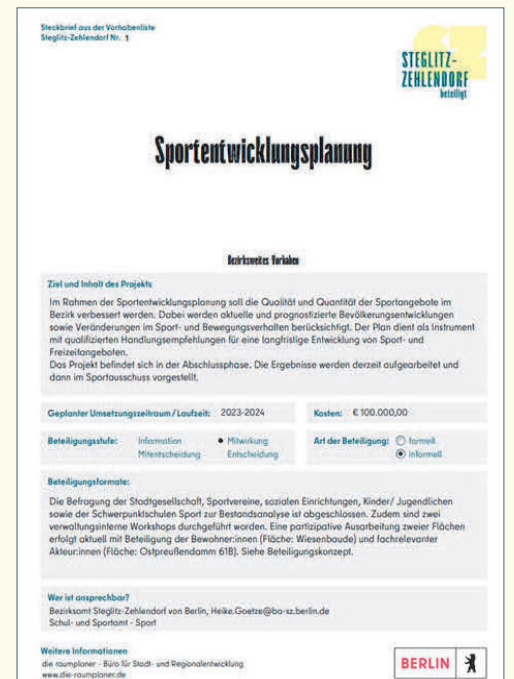 Steckbrief aus der Vorhabenliste
Steglitz-Zehlendorf Nr. 1
STEGLITZ-
ZEHLENDORF
beteiligt
Sportentwicklungsplanung
Bezirksweites Vorhaben
Ziel und Inhalt des Projekts
Im Rahmen der Sportentwicklungsplanung soll die Qualität und Quantität der Sportangebote im
Bezirk verbessert werden. Dabei werden aktuelle und prognostizierte Bevölkerungsentwicklungen
sowie Veränderungen im Sport- und Bewegungsverhalten berücksichtigt. Der Plan dient als Instrument
mit qualifizierten Handlungsempfehlungen für eine langfristige Entwicklung von Sport- und
Freizeitangeboten.
Das Projekt befindet sich in der Abschlussphase. Die Ergebnisse werden derzeit aufgearbeitet und
dann im Sportausschuss vorgestellt.
Geplanter Umsetzungszeitraum/Laufzeit: 2023-2024 Kosten: € 100.000,00
Beteiligungsstufe: Information • Mitwirkung Art der Beteiligung: formell
Mitentscheidung Entscheidung informell
Beteiligungsformate:
Die Befragung der Stadtgesellschaft, Sportvereine, sozialen Einrichtungen, Kinder/ Jugendlichen
sowie der Schwerpunktschulen Sport zur Bestandsanalyse ist abgeschlossen. Zudem sind zwei
verwaltungsinterne Workshops durchgeführt worden. Eine partizipative Ausarbeitung zweier Flächen
erfolgt aktuell mit Beteiligung der Bewohner:innen (Fläche: Wiesenbaude) und fachrelevanter
Akteur:innen (Fläche: Ostpreußendamm 61B). Siehe Beteiligungskonzept.
Wer ist ansprechbar?
Bezirksamt Steglitz-Zehlendorf von Berlin, Heike.Goetze@ba-sz.berlin.de
Schul- und Sportamt - Sport
Weitere Informationen
die raumplaner - Büro für Stadt- und Regionalentwicklung
www.die-raumplaner.de
BERLIN